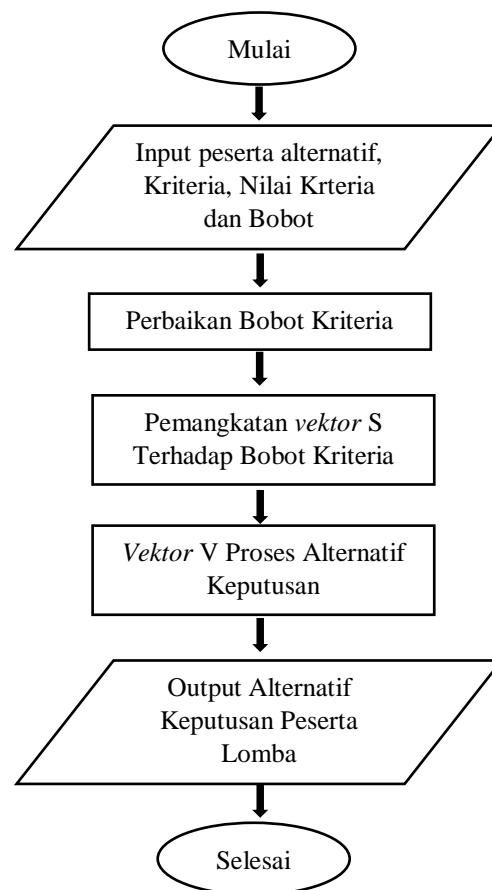 Mulai
Input peserta alternatif,
Kriteria, Nilai Krteria
dan Bobot
Perbaikan Bobot Kriteria
Pemangkatan vektor S
Terhadap Bobot Kriteria
Vektor V Proses Alternatif
Keputusan
Output Alternatif
Keputusan Peserta
Lomba
Selesai